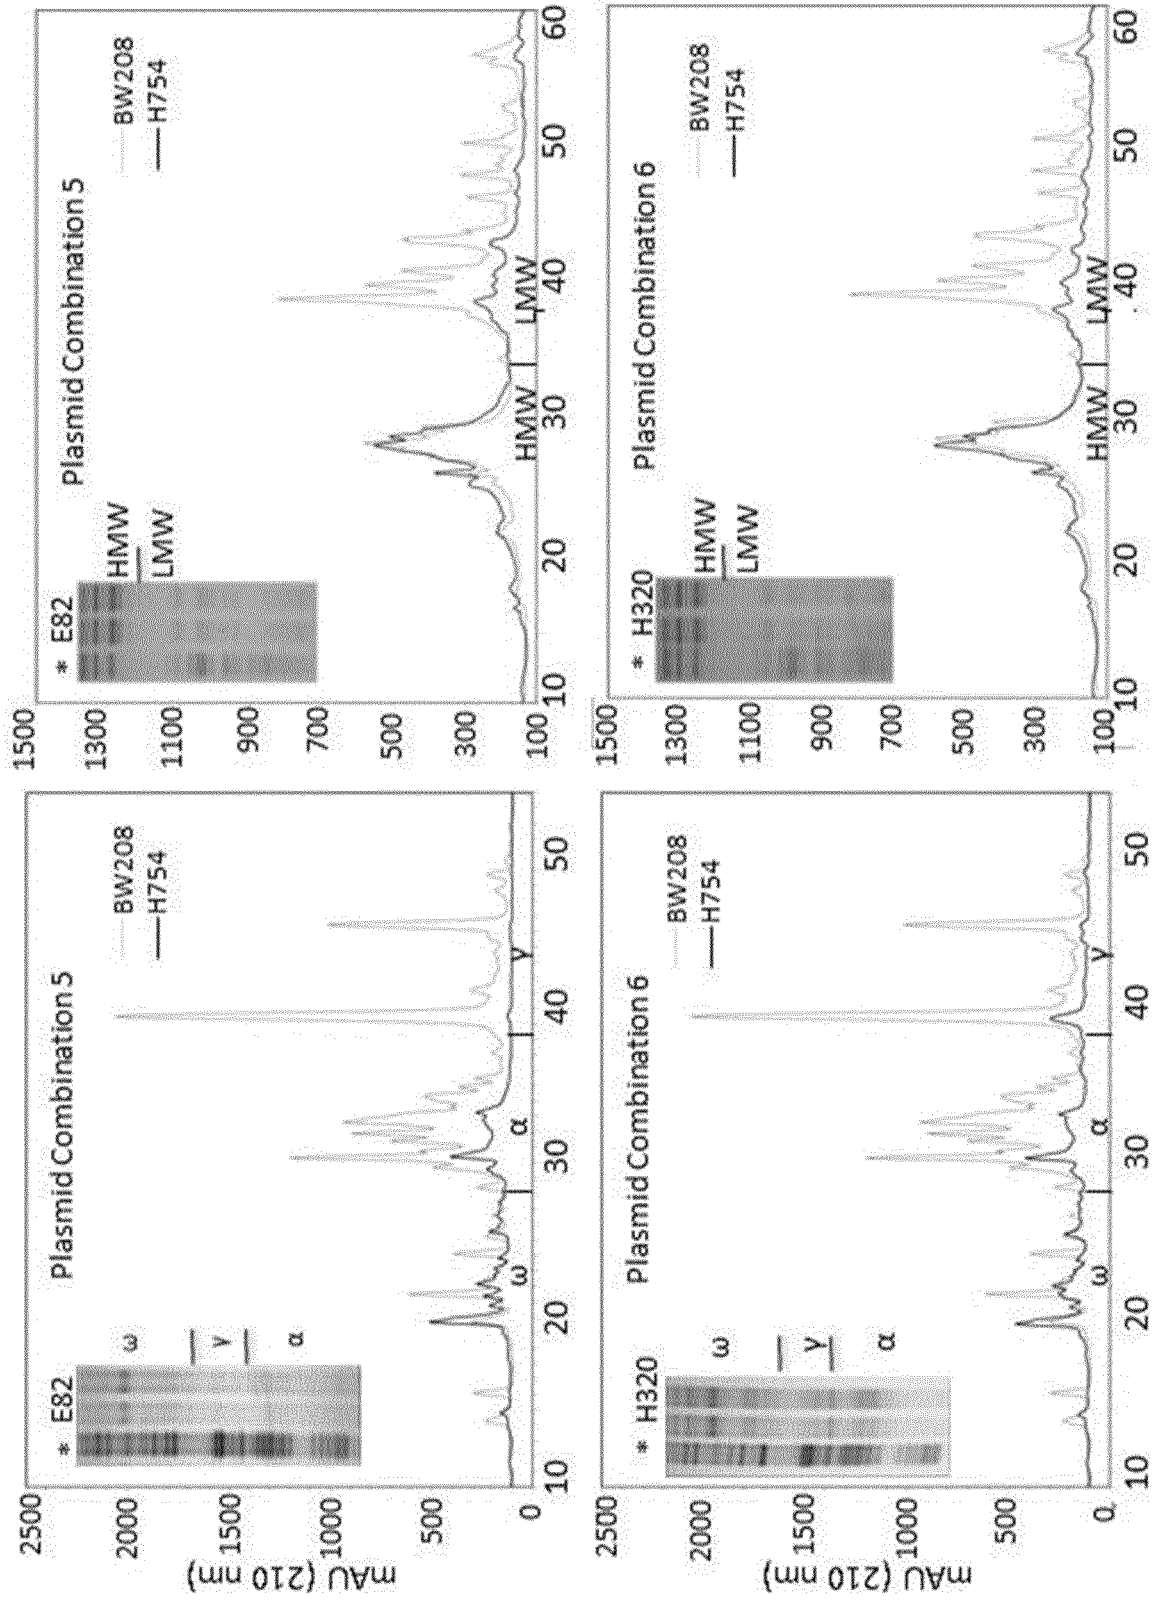 mAU (210 nm)
2500
2000
1500
1000
500
0
* E82
ω
γ
α
Plasmid Combination 5
BW208
H754
ω
α
γ
10
20
30
40
50
1500
1300
1100
900
700
500
300
100
* E82
HMW
LMW
Plasmid Combination 5
BW208
H754
HMW
LMW
10
20
30
40
50
60
mAU (210 nm)
2500
2000
1500
1000
500
0
* H320
ω
γ
α
Plasmid Combination 6
BW208
H754
ω
α
γ
10
20
30
40
50
1500
1300
1100
900
700
500
300
100
* H320
HMW
LMW
Plasmid Combination 6
BW208
H754
HMW
LMW
10
20
30
40
50
60